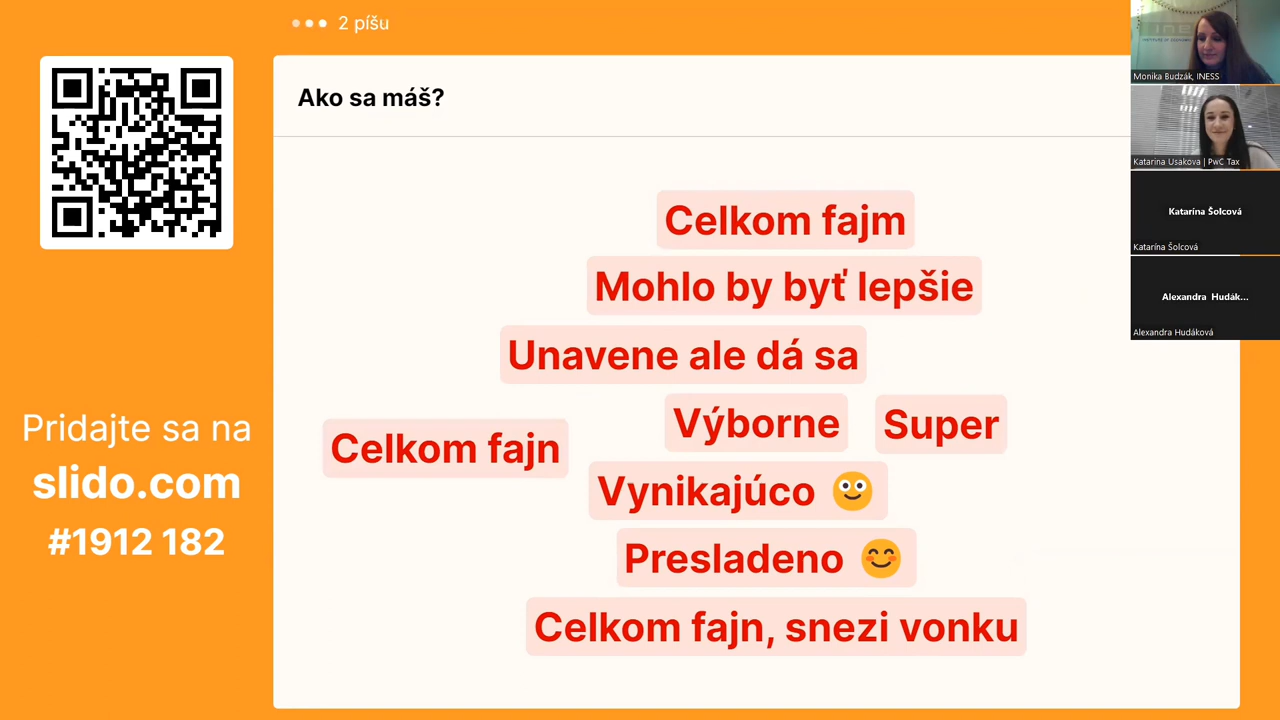 2 píšu
Ako sa máš?
Celkom fajm
Mohlo by byť lepšie
Unavene ale dá sa
Výborne
Super
Celkom fajn
Vynikajúco
Presladeno
Celkom fajn, snezi vonku
Pridajte sa na
slido.com
#1912 182
Monika Budzák, INESS
Katarina Usakova | PwC Tax
Katarína Šolcová
Katarína Šolcová
Alexandra Hudák...
Alexandra Hudáková